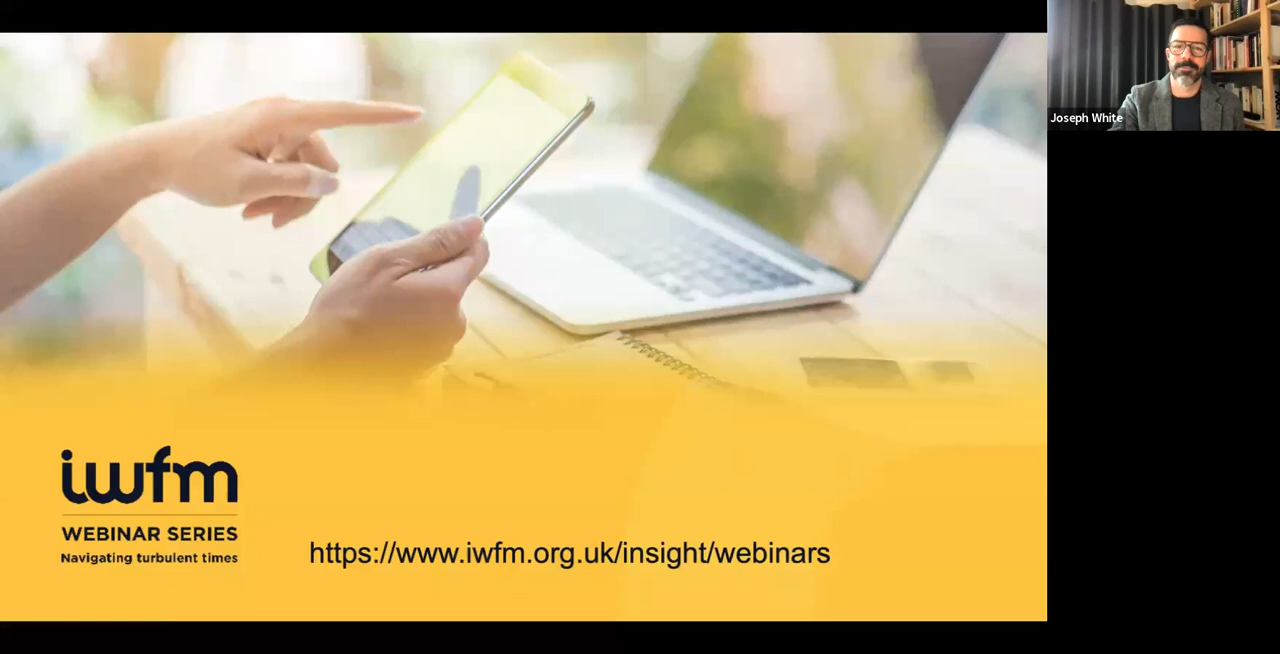 Joseph White
iwfm
WEBINAR SERIES
Navigating turbulent times
https://www.iwfm.org.uk/insight/webinars